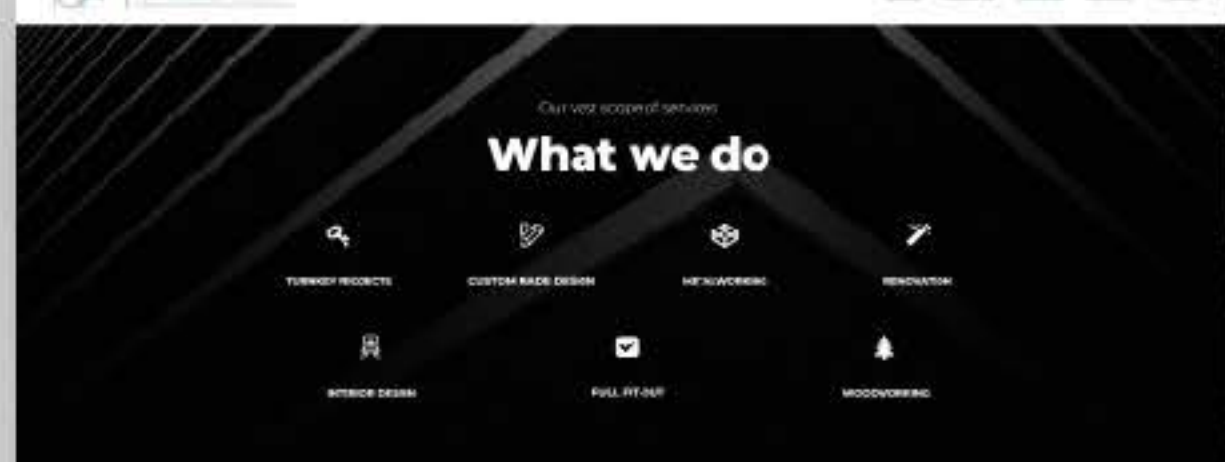 Our vast scope of services
What we do
TURNKEY PROJECTS
CUSTOM MADE DESIGN
METALWORKING
RENOVATION
INTERIOR DESIGN
FULL FIT-OUT
WOODWORKING